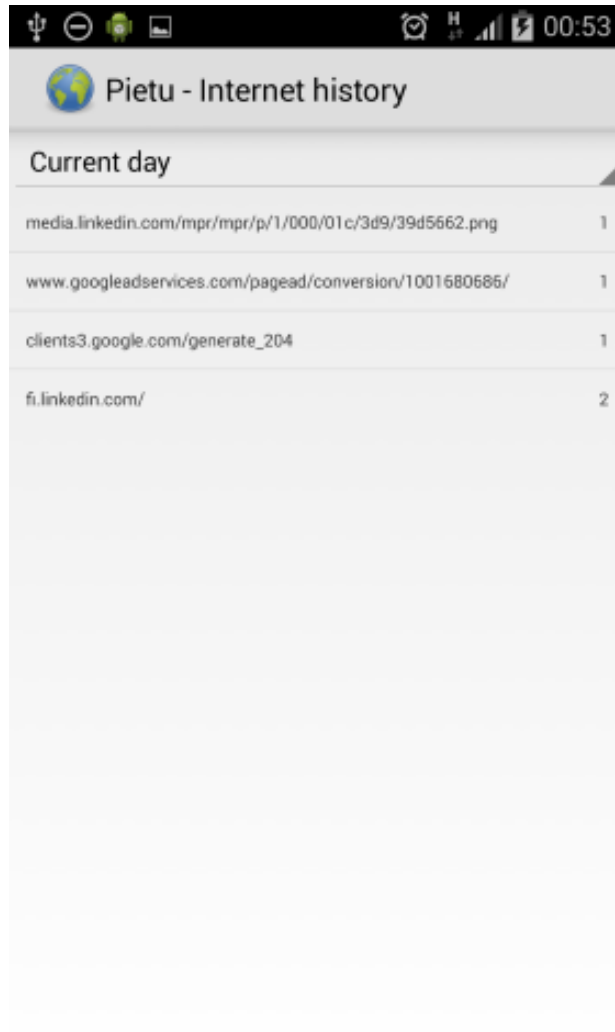 H 00:53
Pietu - Internet history
Current day
media.linkedin.com/mpr/mpr/p/1/000/01c/3d9/39d5662.png 1
www.googleadservices.com/pagead/conversion/1001680686/ 1
clients3.google.com/generate_204 1
fi.linkedin.com/ 2